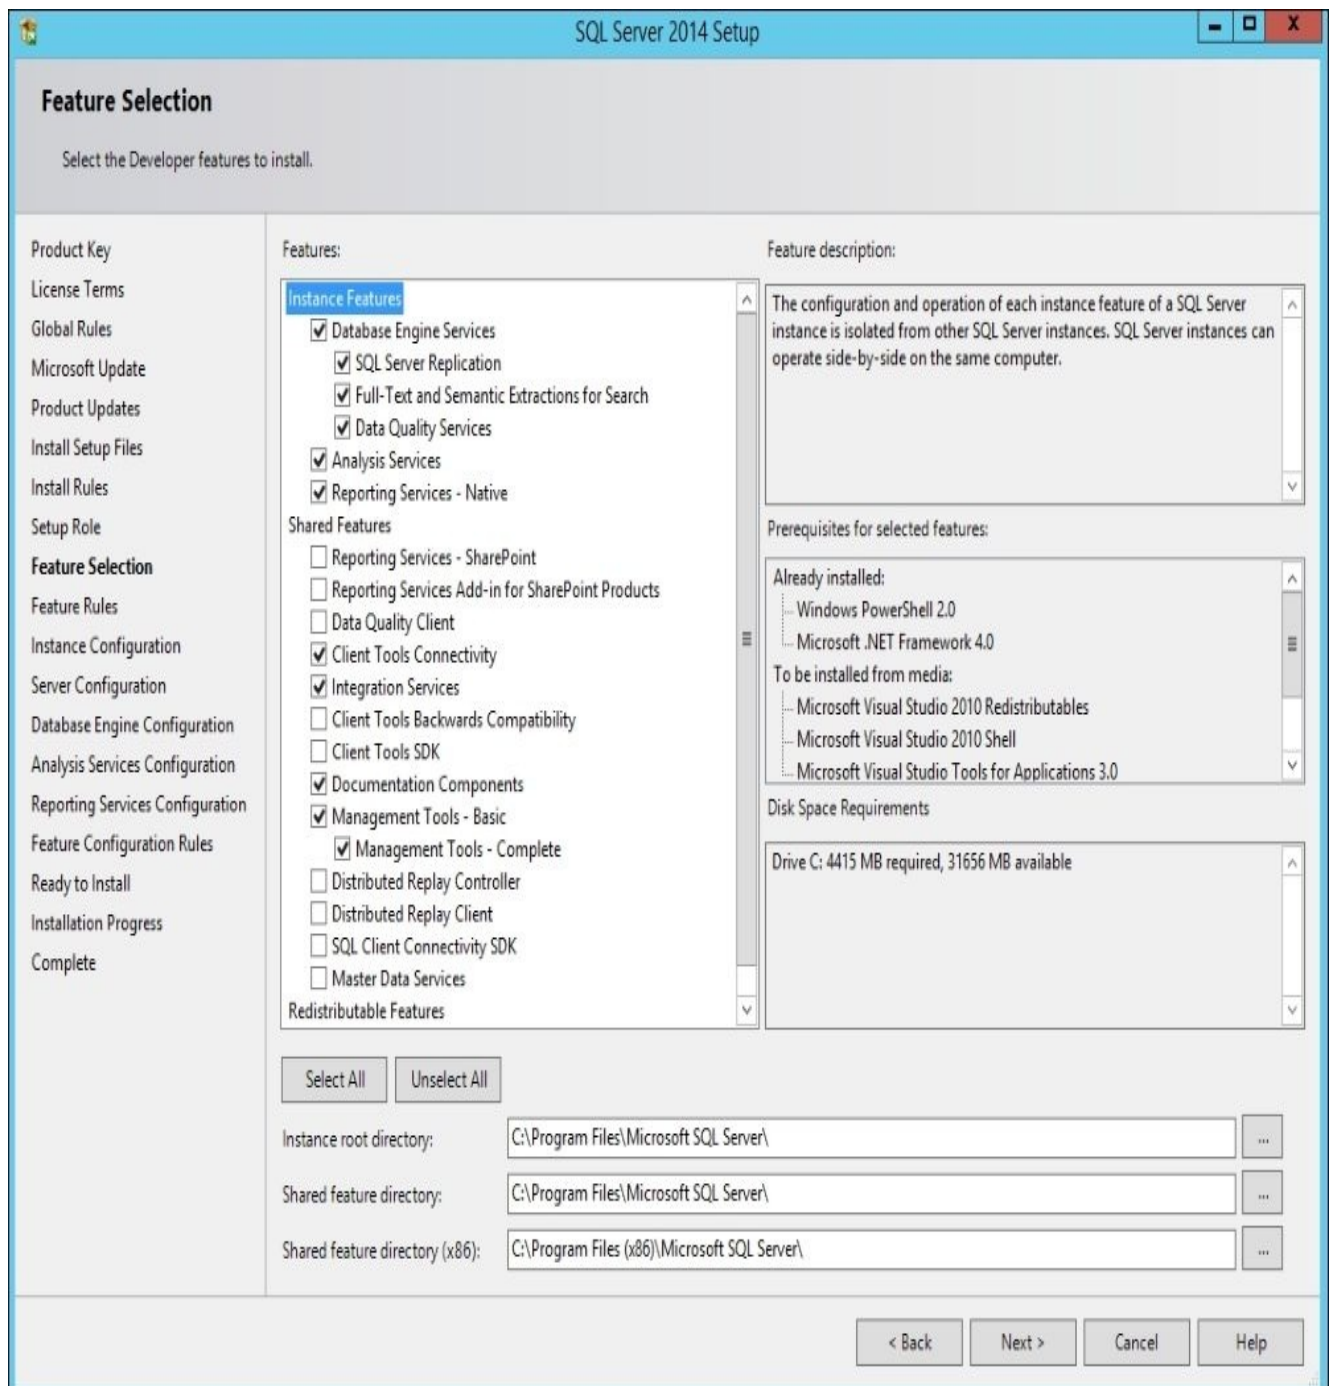 SQL Server 2014 Setup
Feature Selection
Select the Developer features to install.
Product Key
License Terms
Global Rules
Microsoft Update
Product Updates
Install Setup Files
Install Rules
Setup Role
Feature Selection
Feature Rules
Instance Configuration
Server Configuration
Database Engine Configuration
Analysis Services Configuration
Reporting Services Configuration
Feature Configuration Rules
Ready to Install
Installation Progress
Complete
Features:
Instance Features
Database Engine Services
SQL Server Replication
Full-Text and Semantic Extractions for Search
Data Quality Services
Analysis Services
Reporting Services - Native
Shared Features
Reporting Services - SharePoint
Reporting Services Add-in for SharePoint Products
Data Quality Client
Client Tools Connectivity
Integration Services
Client Tools Backwards Compatibility
Client Tools SDK
Documentation Components
Management Tools - Basic
Management Tools - Complete
Distributed Replay Controller
Distributed Replay Client
SQL Client Connectivity SDK
Master Data Services
Redistributable Features
Feature description:
The configuration and operation of each instance feature of a SQL Server
instance is isolated from other SQL Server instances. SQL Server instances can
operate side-by-side on the same computer.
Prerequisites for selected features:
Already installed:
Windows PowerShell 2.0
Microsoft .NET Framework 4.0
To be installed from media:
Microsoft Visual Studio 2010 Redistributables
Microsoft Visual Studio 2010 Shell
Microsoft Visual Studio Tools for Applications 3.0
Disk Space Requirements
Drive C: 4415 MB required, 31656 MB available
Select All
Unselect All
Instance root directory:
C:\Program Files\Microsoft SQL Server\
...
Shared feature directory:
C:\Program Files\Microsoft SQL Server\
...
Shared feature directory (x86):
C:\Program Files (x86)\Microsoft SQL Server\
...
< Back
Next >
Cancel
Help